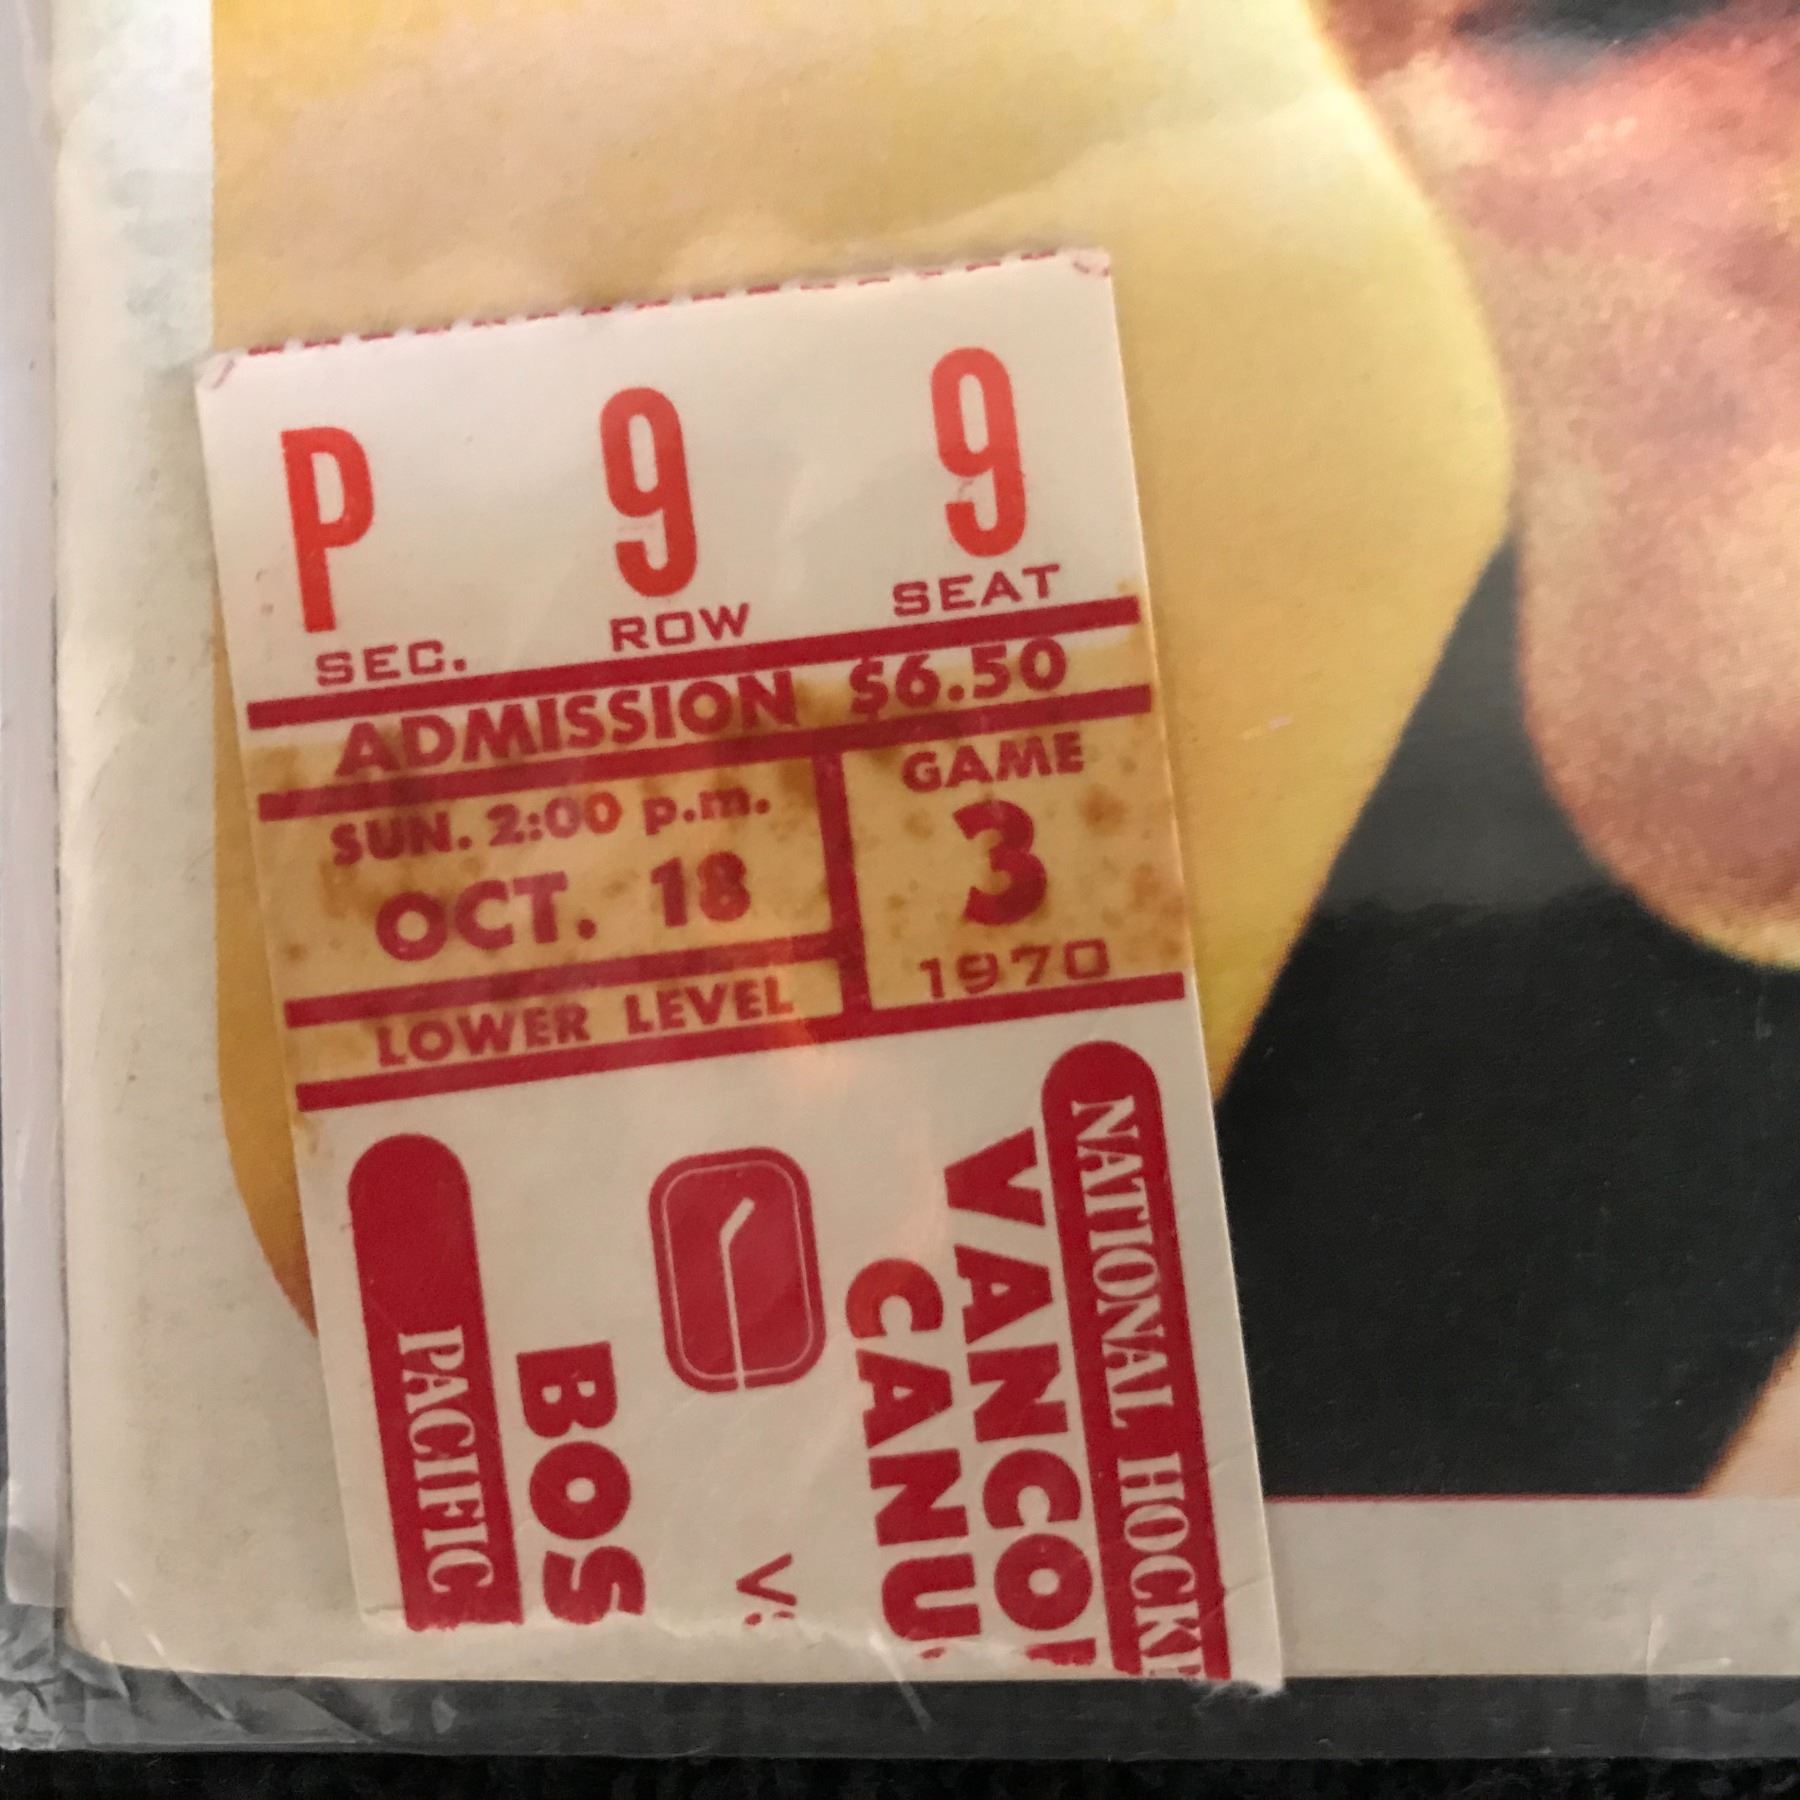 P 9 9
SEC. ROW SEAT
ADMISSION $6.50
SUN. 2:00 p.m.
OCT. 18
LOWER LEVEL
GAME
3
1970
NATIONAL HOCK
VANCO
CANU
BOS
PACIFIC